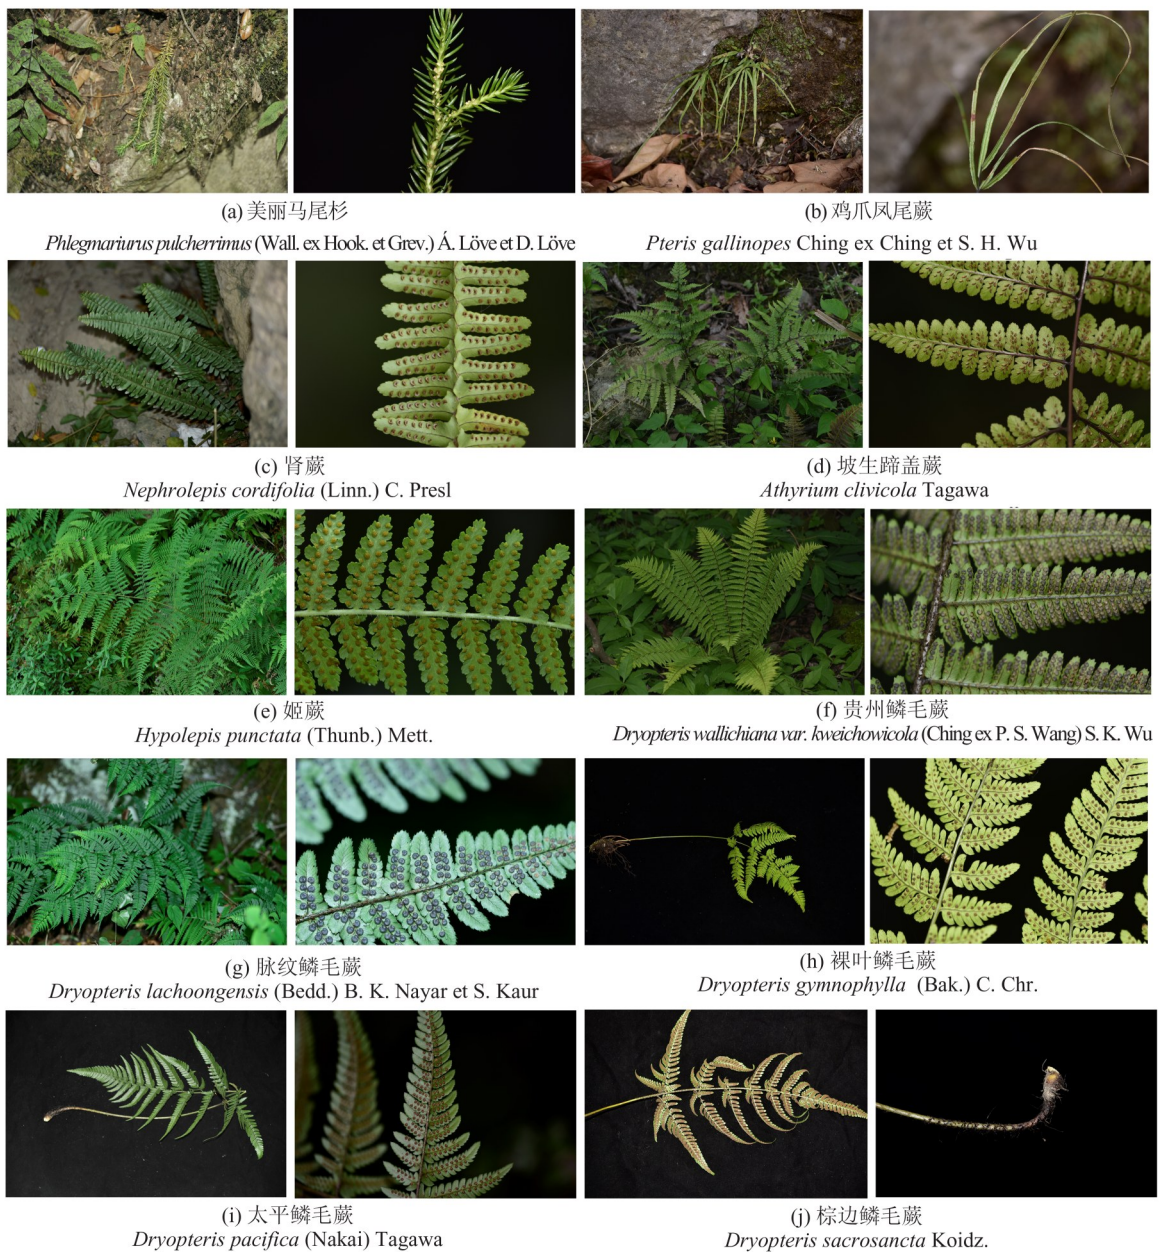 (a) 美丽马尾杉
Phlegmariurus pulcherrimus (Wall. ex Hook. et Grev.) Á. Löve et D. Löve
(b) 鸡爪凤尾蕨
Pteris gallinopes Ching ex Ching et S. H. Wu
(c) 肾蕨
Nephrolepis cordifolia (Linn.) C. Presl
(d) 坡生蹄盖蕨
Athyrium clivicola Tagawa
(e) 姬蕨
Hypolepis punctata (Thunb.) Mett.
(f) 贵州鳞毛蕨
Dryopteris wallichiana var. kweichowicola (Ching ex P. S. Wang) S. K. Wu
(g) 脉纹鳞毛蕨
Dryopteris lachoongensis (Bedd.) B. K. Nayar et S. Kaur
(h) 裸叶鳞毛蕨
Dryopteris gymnophylla (Bak.) C. Chr.
(i) 太平鳞毛蕨
Dryopteris pacifica (Nakai) Tagawa
(j) 棕边鳞毛蕨
Dryopteris sacrosancta Koidz.